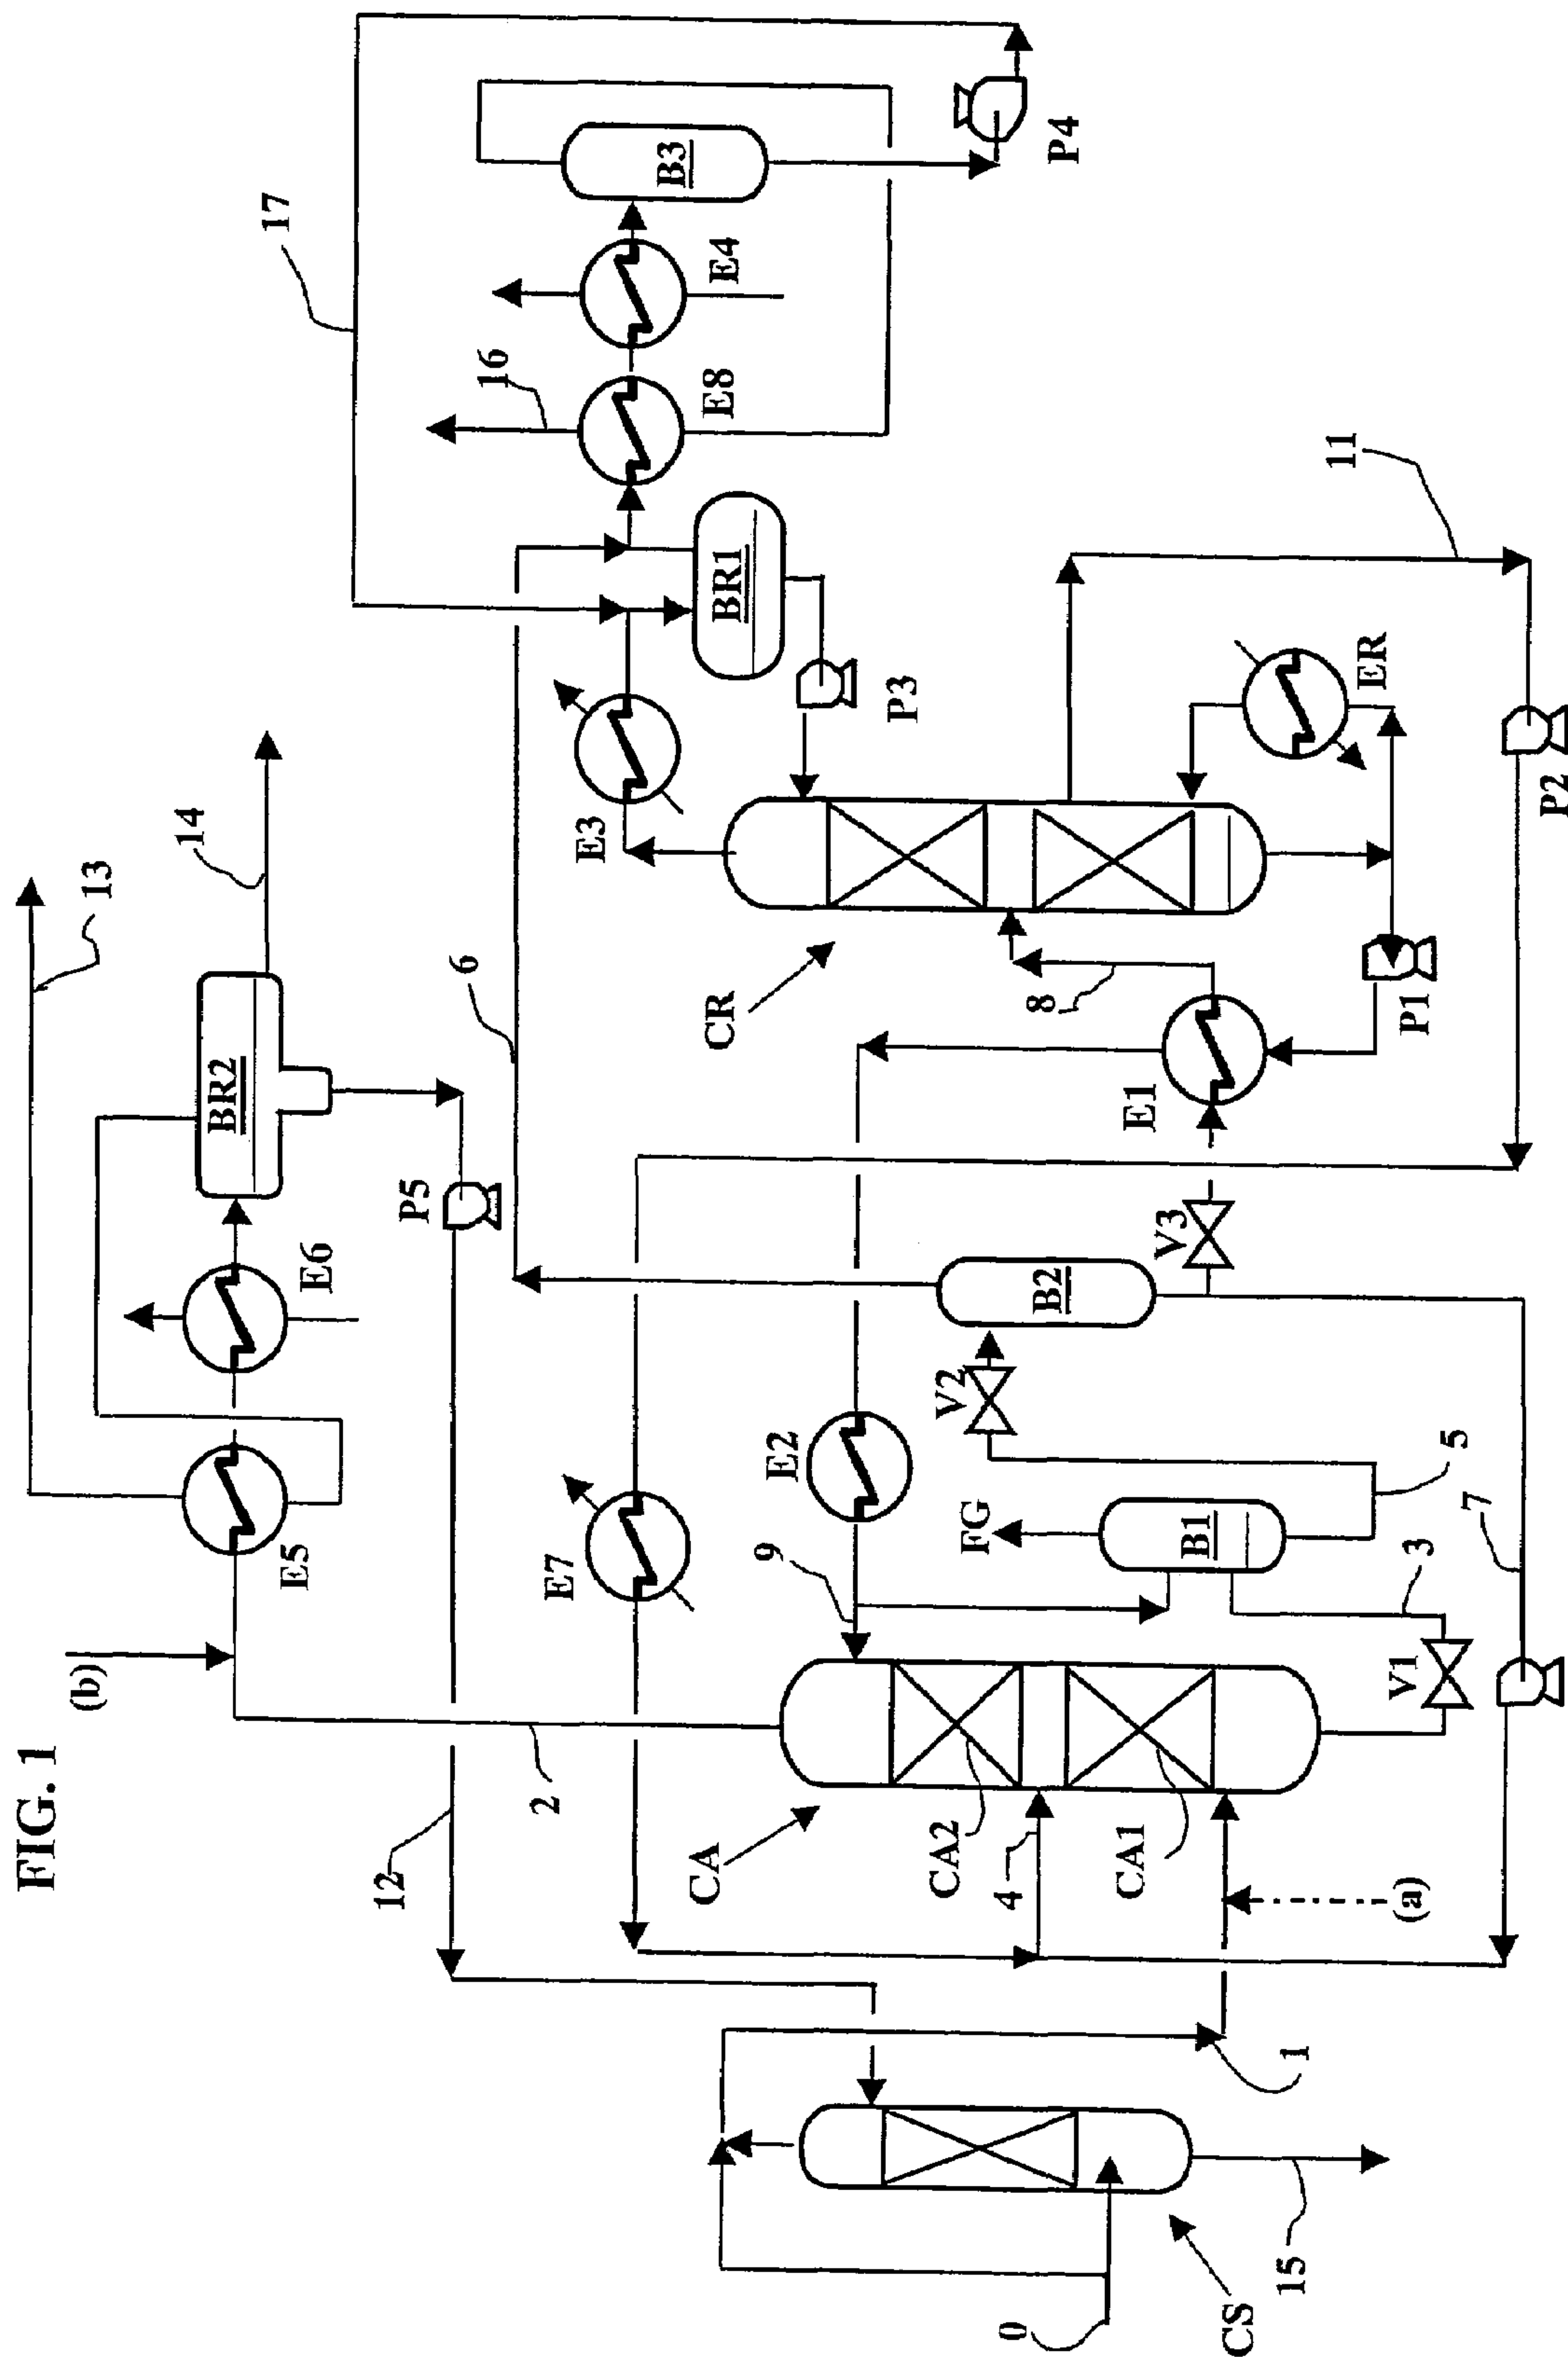 FIG. 1
17
16
B3
E4
E8
P4
13
14
BR2
E6
E5
(b)
P5
6
BR1
P3
E3
11
ER
P2
CR
8
E1
P1
12
2
E7
E2
9
V2
B2
V3
FG
B1
5
3
7
V1
CA
CA2
4
CA1
(a)
1
0
CS
15